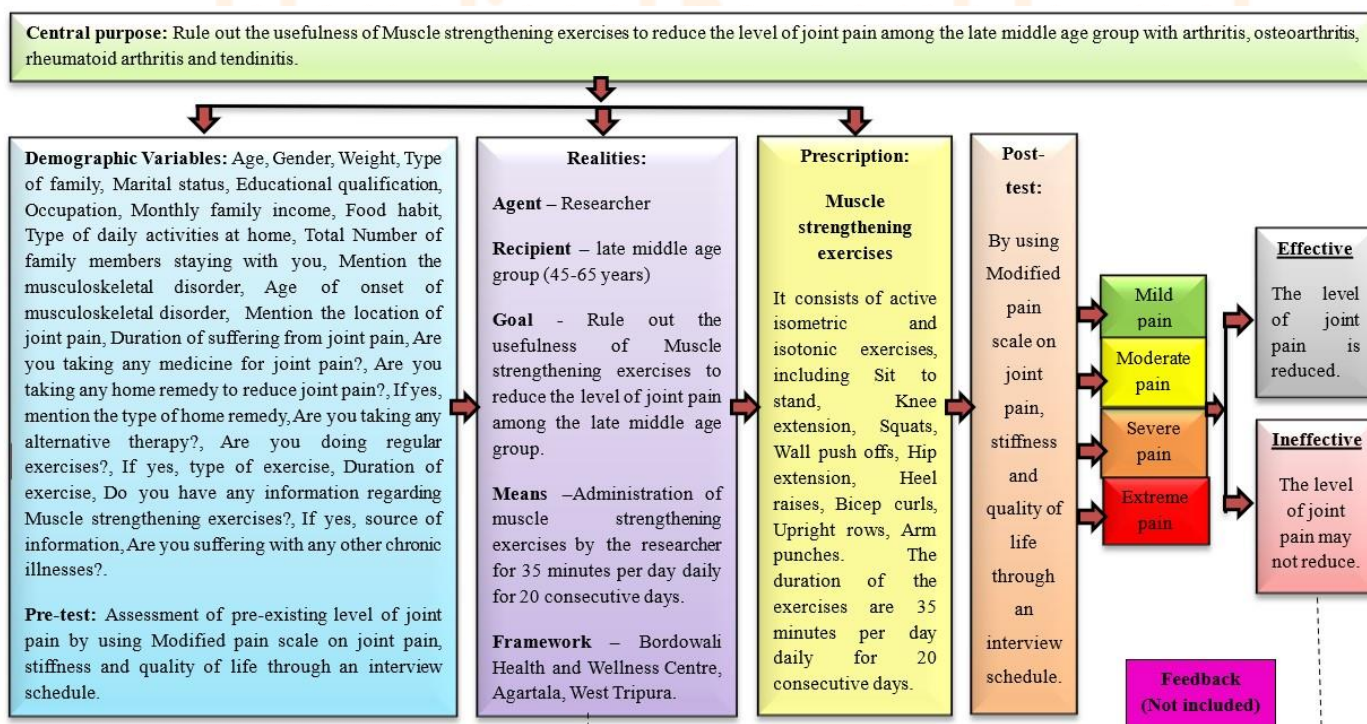 Central purpose: Rule out the usefulness of Muscle strengthening exercises to reduce the level of joint pain among the late middle age group with arthritis, osteoarthritis,
rheumatoid arthritis and tendinitis.
Demographic Variables: Age, Gender, Weight, Type
of family, Marital status, Educational qualification,
Occupation, Monthly family income, Food habit,
Type of daily activities at home, Total Number of
family members staying with you, Mention the
musculoskeletal disorder, Age of onset of
musculoskeletal disorder, Mention the location of
joint pain, Duration of suffering from joint pain, Are
you taking any medicine for joint pain?, Are you
taking any home remedy to reduce joint pain?, If yes,
mention the type of home remedy, Are you taking any
alternative therapy?, Are you doing regular
exercises?, If yes, type of exercise, Duration of
exercise, Do you have any information regarding
Muscle strengthening exercises?, If yes, source of
information, Are you suffering with any other chronic
illnesses?.
Pre-test: Assessment of pre-existing level of joint
pain by using Modified pain scale on joint pain,
stiffness and quality of life through an interview
schedule.
Realities:
Agent – Researcher
Recipient – late middle age
group (45-65 years)
Goal - Rule out the
usefulness of Muscle
strengthening exercises to
reduce the level of joint pain
among the late middle age
group.
Means –Administration of
muscle strengthening
exercises by the researcher
for 35 minutes per day daily
for 20 consecutive days.
Framework – Bordowali
Health and Wellness Centre,
Agartala, West Tripura.
Prescription:
Muscle
strengthening
exercises
It consists of active
isometric and
isotonic exercises,
including Sit to
stand, Knee
extension, Squats,
Wall push offs, Hip
extension, Heel
raises, Bicep curls,
Upright rows, Arm
punches. The
duration of the
exercises are 35
minutes per day
daily for 20
consecutive days.
Post-
test:
By using
Modified
pain
scale on
joint
pain,
stiffness
and
quality of
life
through
an
interview
schedule.
Mild
pain
Moderate
pain
Severe
pain
Extreme
pain
Effective
The level
of joint
pain is
reduced.
Ineffective
The level
of joint
pain may
not reduce.
Feedback
(Not included)